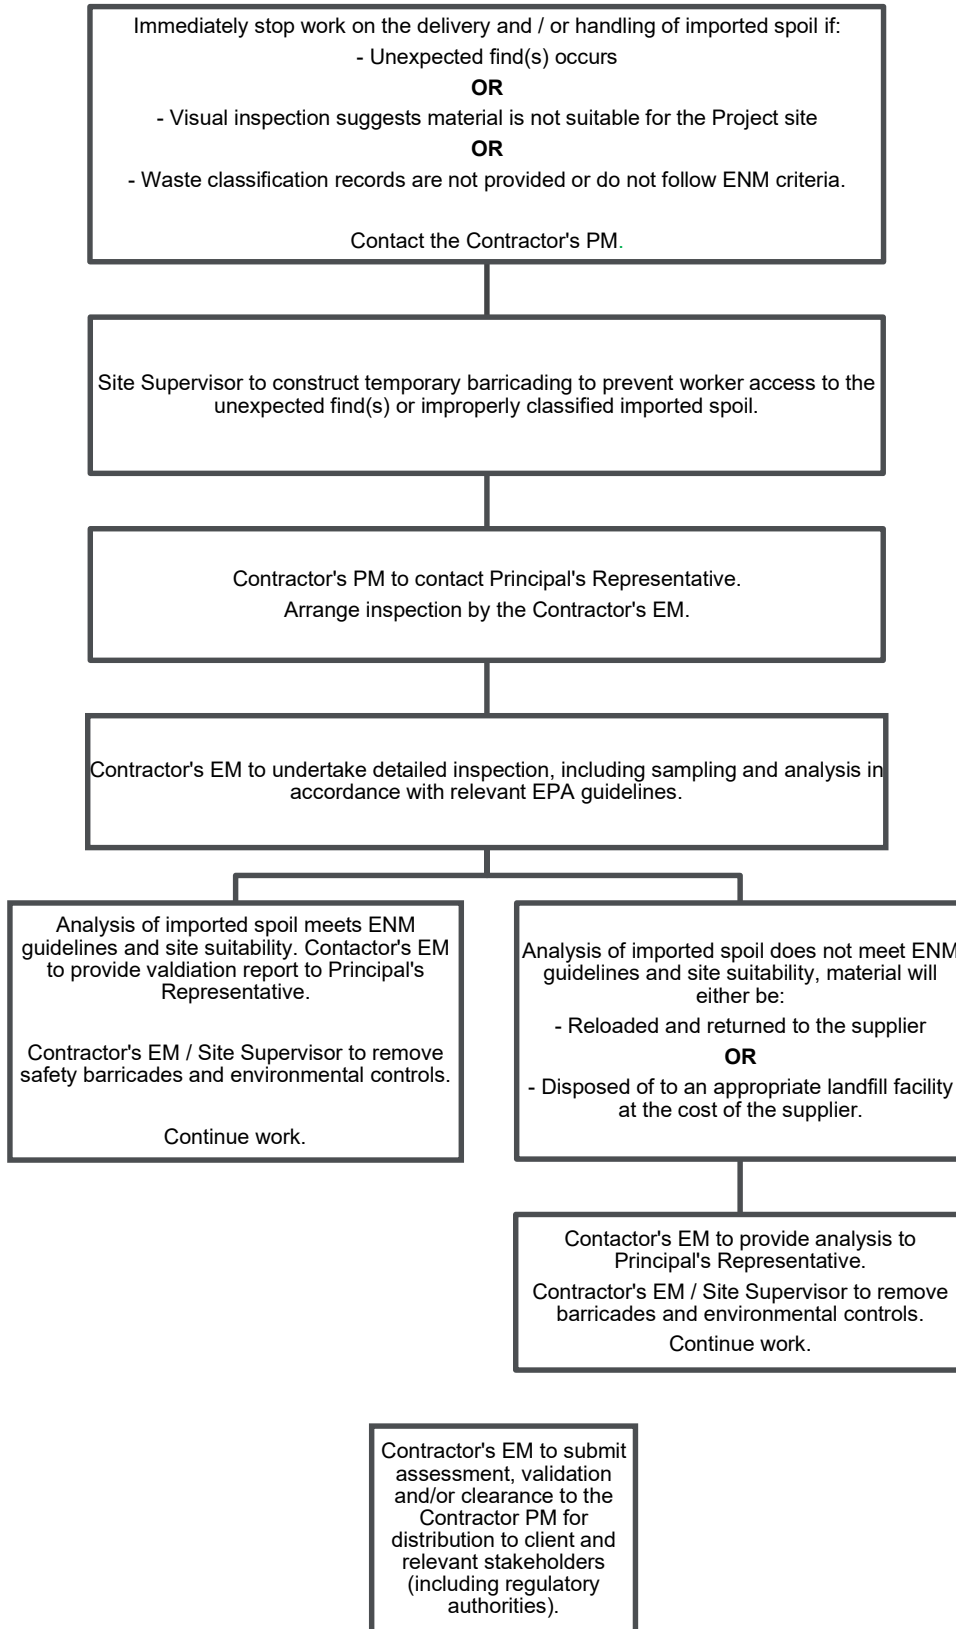 Immediately stop work on the delivery and / or handling of imported spoil if:
- Unexpected find(s) occurs
OR
- Visual inspection suggests material is not suitable for the Project site
OR
- Waste classification records are not provided or do not follow ENM criteria.
Contact the Contractor's PM.
Site Supervisor to construct temporary barricading to prevent worker access to the
unexpected find(s) or improperly classified imported spoil.
Contractor's PM to contact Principal's Representative.
Arrange inspection by the Contractor's EM.
Contractor's EM to undertake detailed inspection, including sampling and analysis in
accordance with relevant EPA guidelines.
Analysis of imported spoil meets ENM
guidelines and site suitability. Contactor's EM
to provide valdiation report to Principal's
Representative.
Contractor's EM / Site Supervisor to remove
safety barricades and environmental controls.
Continue work.
Analysis of imported spoil does not meet ENM
guidelines and site suitability, material will
either be:
- Reloaded and returned to the supplier
OR
- Disposed of to an appropriate landfill facility
at the cost of the supplier.
Contactor's EM to provide analysis to
Principal's Representative.
Contractor's EM / Site Supervisor to remove
barricades and environmental controls.
Continue work.
Contractor's EM to submit
assessment, validation
and/or clearance to the
Contractor PM for
distribution to client and
relevant stakeholders
(including regulatory
authorities).